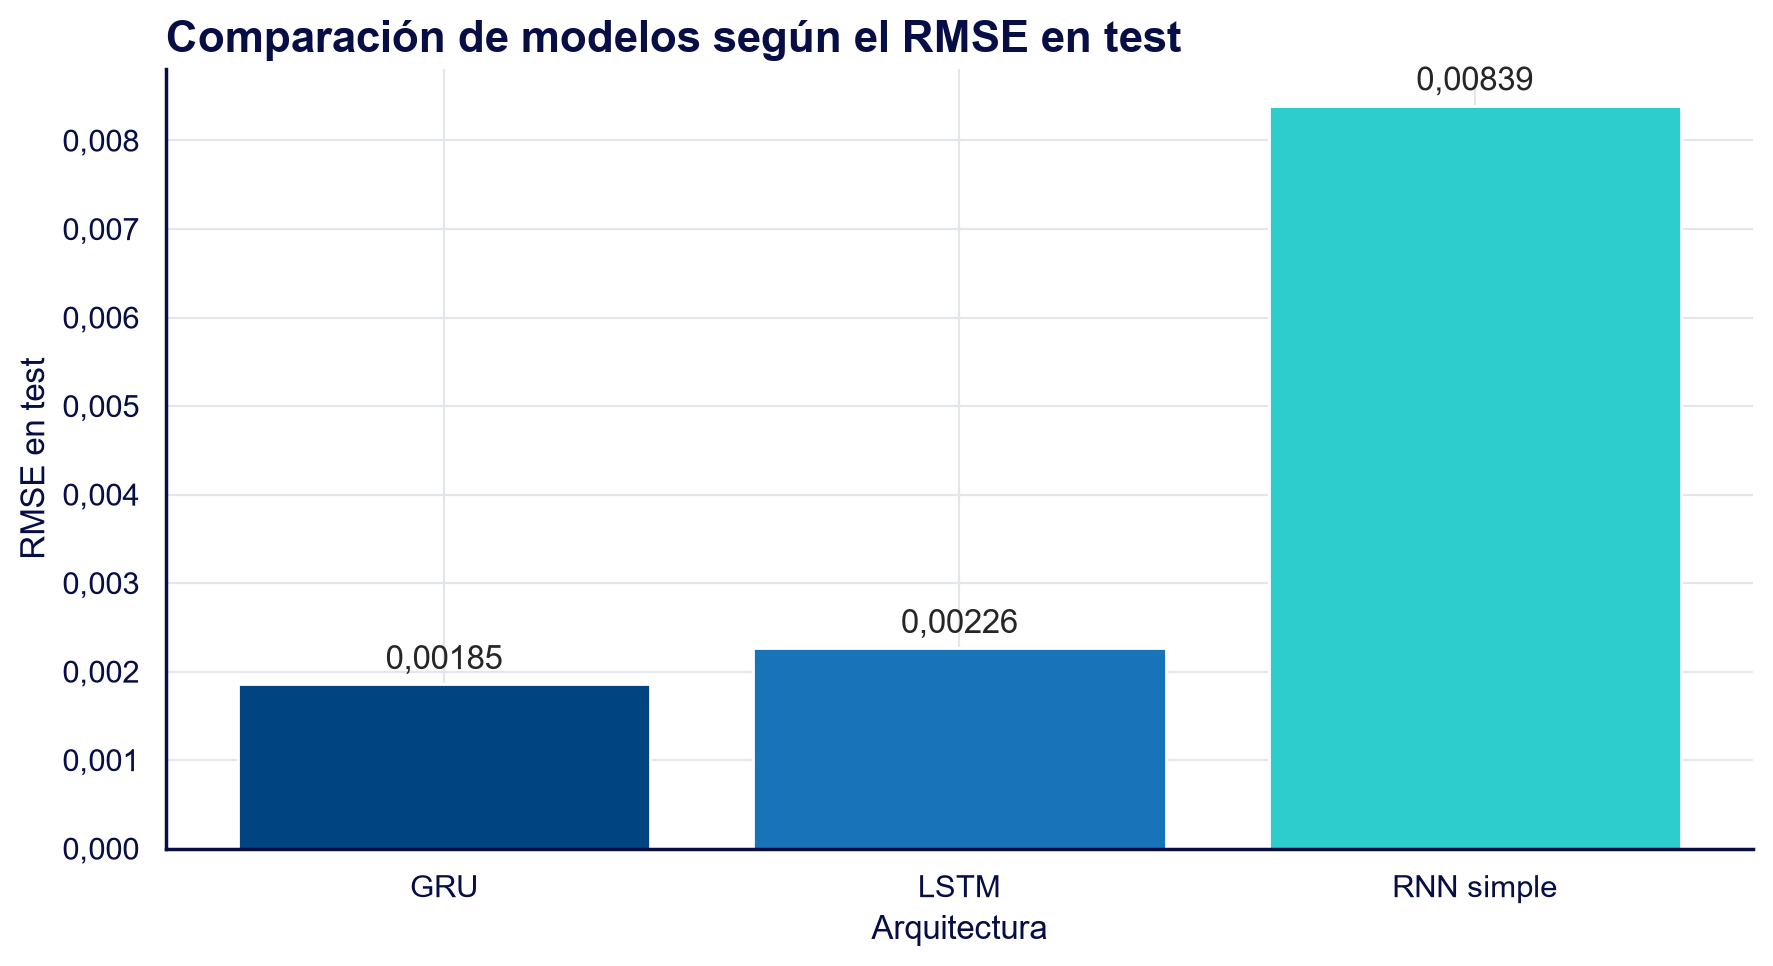 Comparación de modelos según el RMSE en test
0,00839
0,008
0,007
0,006
0,005
0,004
0,003
0,002
0,001
0,000
RMSE en test
0,00185
0,00226
GRU
LSTM
RNN simple
Arquitectura